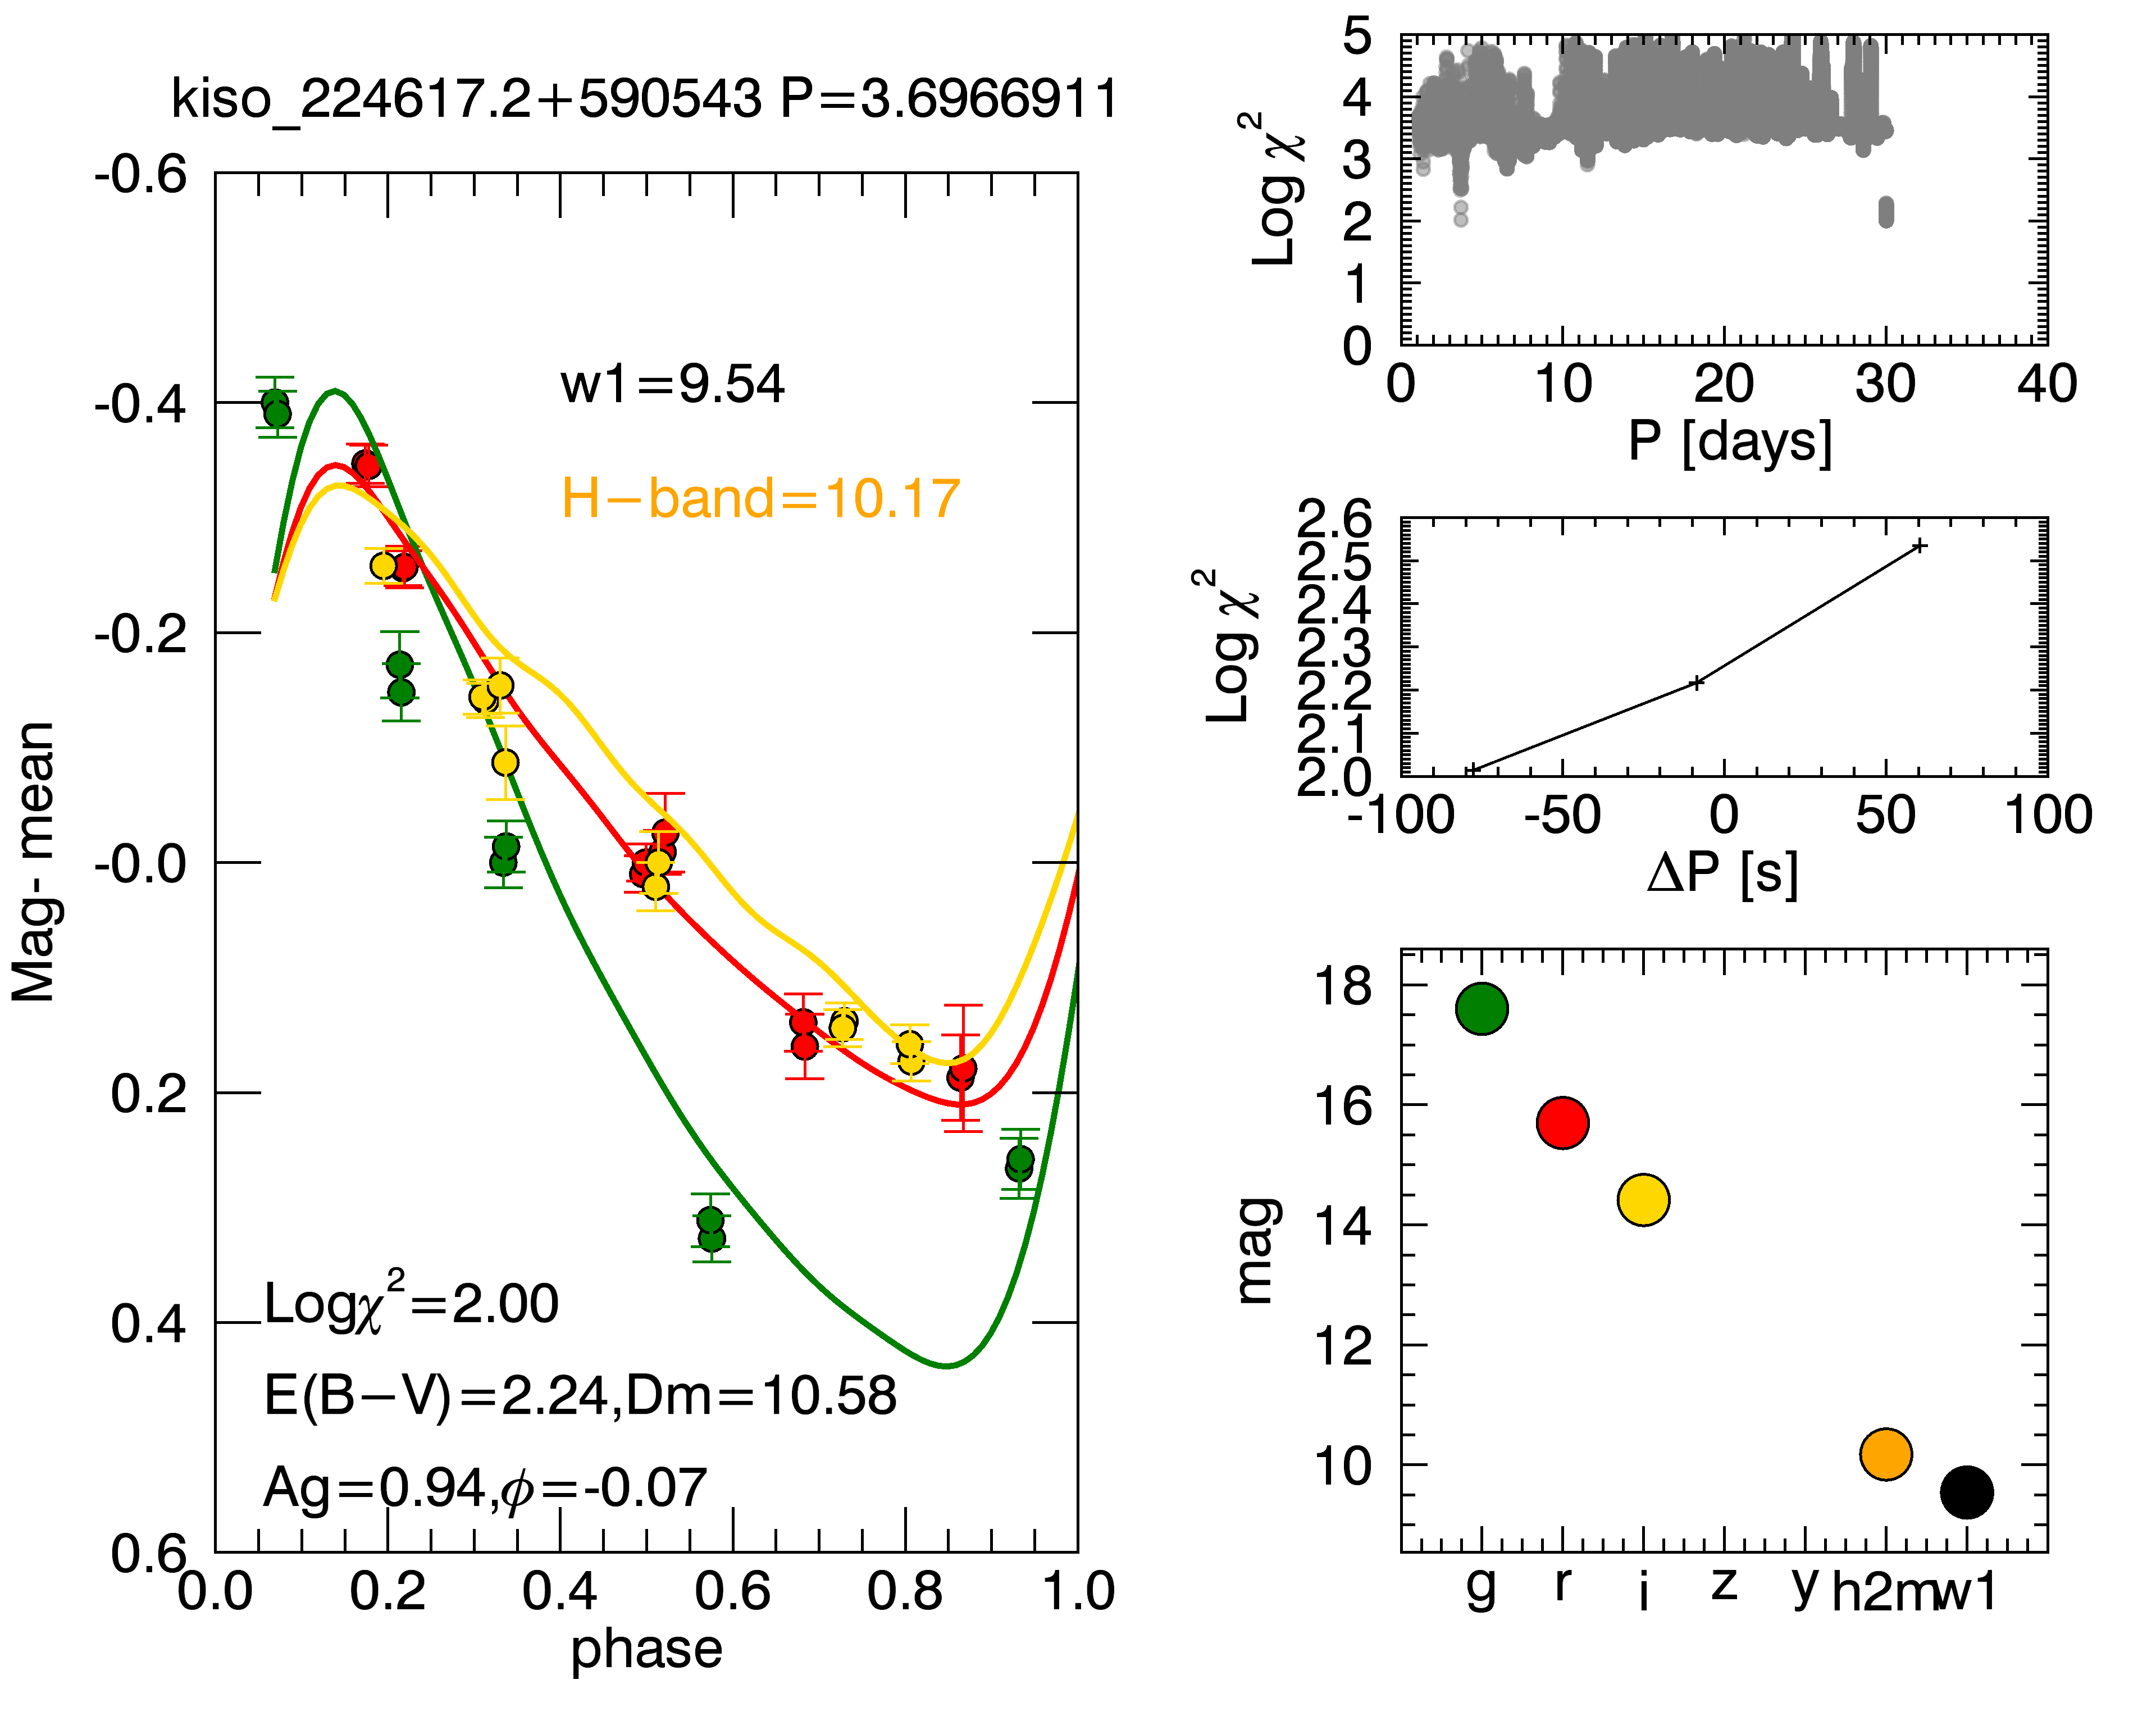 kiso_224617.2+590543 P=3.6966911
-0.6
-0.4
-0.2
-0.0
0.2
0.4
0.6
Mag- mean
w1=9.54
H-band=10.17
Logχ²=2.00
E(B-V)=2.24,Dm=10.58
Ag=0.94,ϕ=-0.07
0.0 0.2 0.4 0.6 0.8 1.0
phase
5
4
3
2
1
0
Log χ²
0 10 20 30 40
P [days]
2.6
2.5
2.4
2.3
2.2
2.1
2.0
Log χ²
-100 -50 0 50 100
ΔP [s]
18
16
14
12
10
mag
g r i z y h2mw1